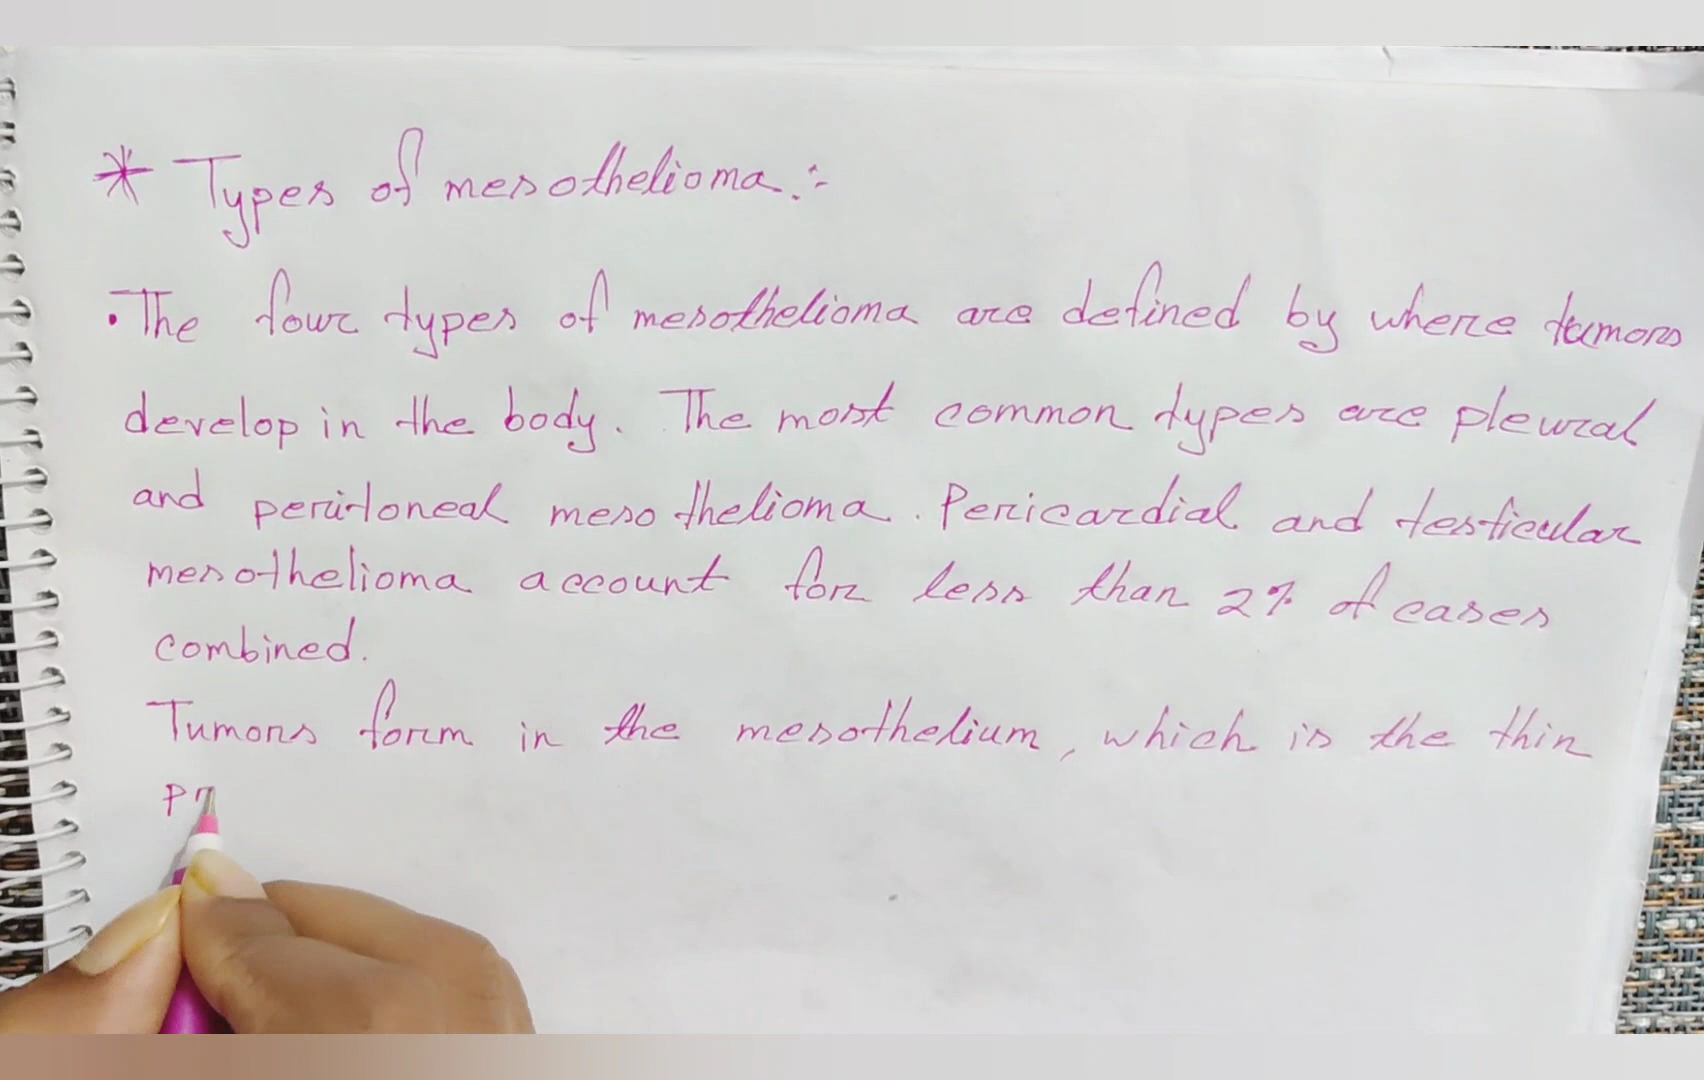 * Types of mesothelioma :-
• The four types of mesothelioma are defined by where tumors
develop in the body. The most common types are pleural
and peritoneal mesothelioma. Pericardial and testicular
mesothelioma account for less than 2% of cases
combined.
Tumors form in the mesothelium, which is the thin
pr